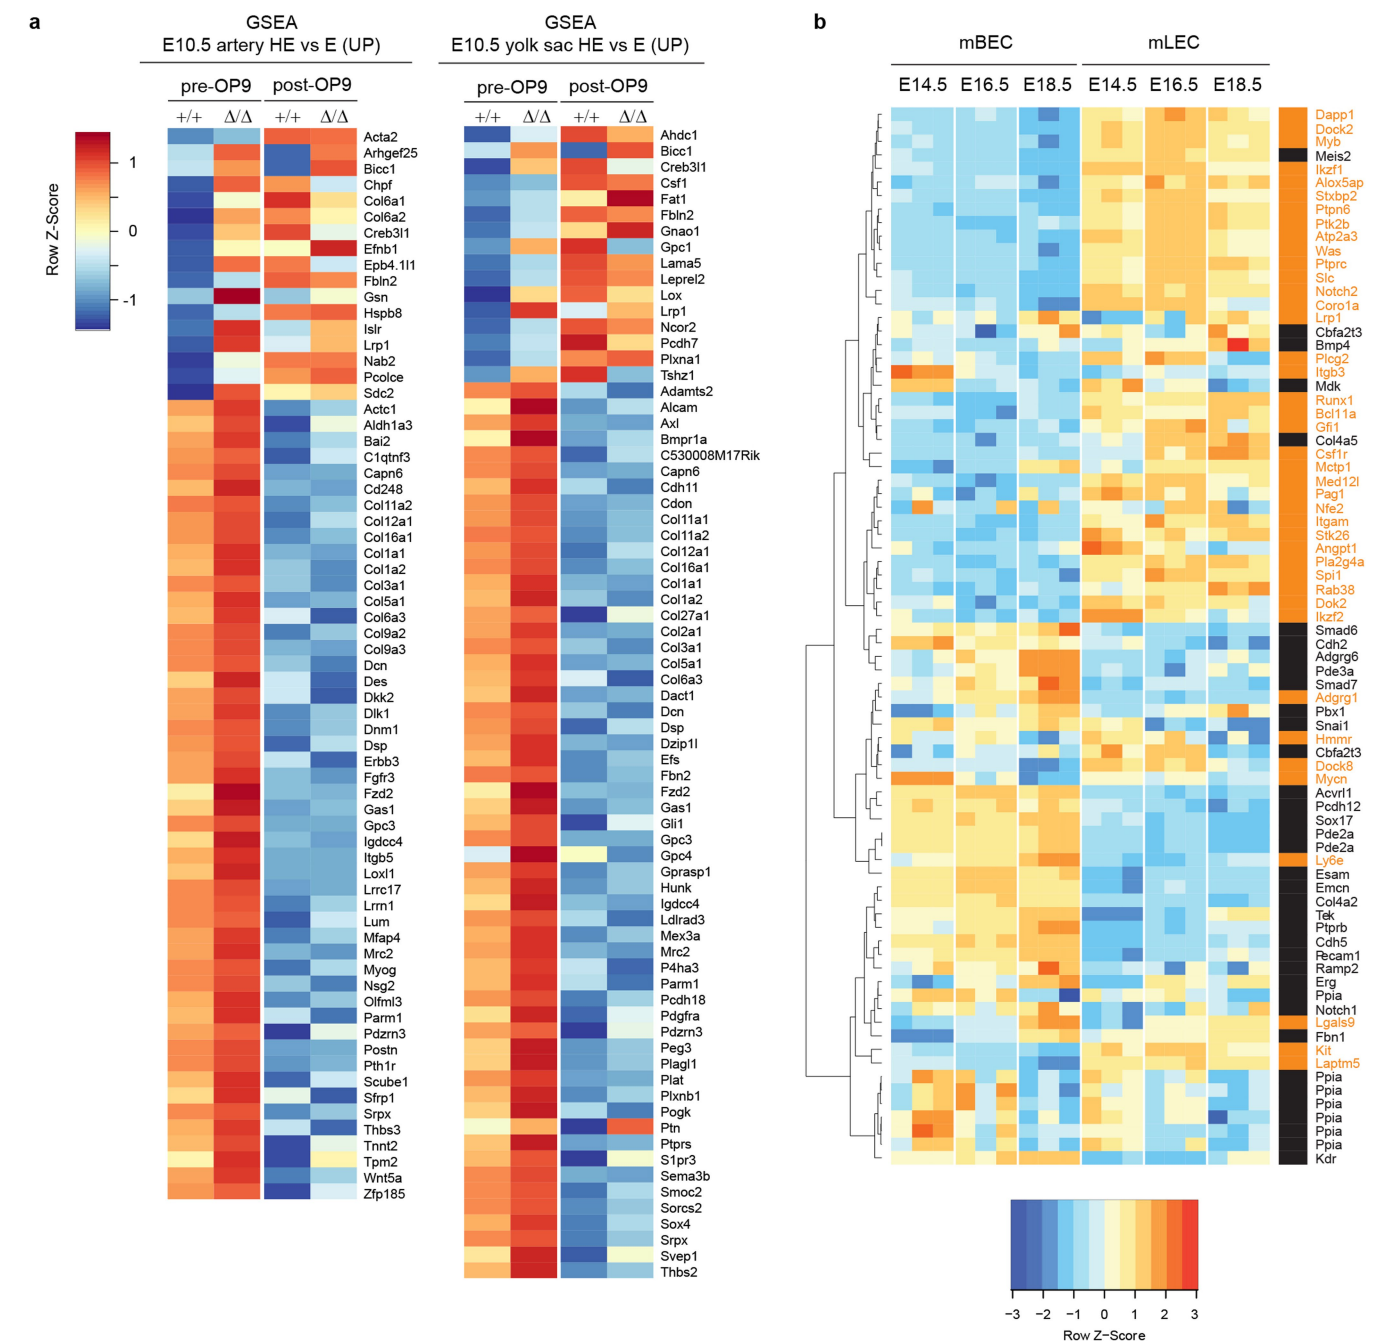 a
GSEA
E10.5 artery HE vs E (UP)
pre-OP9 post-OP9
+/+ Δ/Δ +/+ Δ/Δ
Row Z-Score
1
0
-1
Acta2
Arhgef25
Bicc1
Chpf
Col6a1
Col6a2
Creb3l1
Efnb1
Epb4.1l1
Fbln2
Gsn
Hspb8
Islr
Lrp1
Nab2
Pcolce
Sdc2
Actc1
Aldh1a3
Bai2
C1qtnf3
Capn6
Cd248
Col11a2
Col12a1
Col16a1
Col1a1
Col1a2
Col3a1
Col5a1
Col6a3
Col9a2
Col9a3
Dcn
Des
Dkk2
Dlk1
Dnm1
Dsp
Erbb3
Fgfr3
Fzd2
Gas1
Gpc3
Igdcc4
Itgb5
Loxl1
Lrrc17
Lrrn1
Lum
Mfap4
Mrc2
Myog
Nsg2
Olfml3
Parm1
Pdzrn3
Postn
Pth1r
Scube1
Sfrp1
Srpx
Thbs3
Tnnt2
Tpm2
Wnt5a
Zfp185
GSEA
E10.5 yolk sac HE vs E (UP)
pre-OP9 post-OP9
+/+ Δ/Δ +/+ Δ/Δ
Ahdc1
Bicc1
Creb3l1
Csf1
Fat1
Fbln2
Gnao1
Gpc1
Lama5
Leprel2
Lox
Lrp1
Ncor2
Pcdh7
Plxna1
Tshz1
Adamts2
Alcam
Axl
Bmpr1a
C530008M17Rik
Capn6
Cdh11
Cdon
Col11a1
Col11a2
Col12a1
Col16a1
Col1a1
Col1a2
Col27a1
Col2a1
Col3a1
Col5a1
Col6a3
Dact1
Dcn
Dsp
Dzip1l
Efs
Fbn2
Fzd2
Gas1
Gli1
Gpc3
Gpc4
Gprasp1
Hunk
Igdcc4
Ldlrad3
Mex3a
Mrc2
P4ha3
Parm1
Pcdh18
Pdgfra
Pdzrn3
Peg3
Plagl1
Plat
Plxnb1
Pogk
Ptn
Ptprs
S1pr3
Sema3b
Smoc2
Sorcs2
Sox4
Srpx
Svep1
Thbs2
b
mBEC mLEC
E14.5 E16.5 E18.5 E14.5 E16.5 E18.5
Dapp1
Dock2
Myb
Meis2
Ikzf1
Alox5ap
Stxbp2
Ptpn6
Ptk2b
Atp2a3
Was
Ptprc
Slc
Notch2
Coro1a
Lrp1
Cbfa2t3
Bmp4
Plcg2
Itgb3
Mdk
Runx1
Bcl11a
Gfi1
Col4a5
Csf1r
Mctp1
Med12l
Pag1
Nfe2
Itgam
Stk26
Angpt1
Pla2g4a
Spi1
Rab38
Dok2
Ikzf2
Smad6
Cdh2
Adgrg6
Pde3a
Smad7
Adgrg1
Pbx1
Snai1
Hmmr
Cbfa2t3
Dock8
Mycn
Acvrl1
Pcdh12
Sox17
Pde2a
Pde2a
Ly6e
Esam
Emcn
Col4a2
Tek
Ptprb
Cdh5
Pecam1
Ramp2
Erg
Ppia
Notch1
Lgals9
Fbn1
Kit
Laptm5
Ppia
Ppia
Ppia
Ppia
Ppia
Ppia
Kdr
−3 −2 −1 0 1 2 3
Row Z−Score